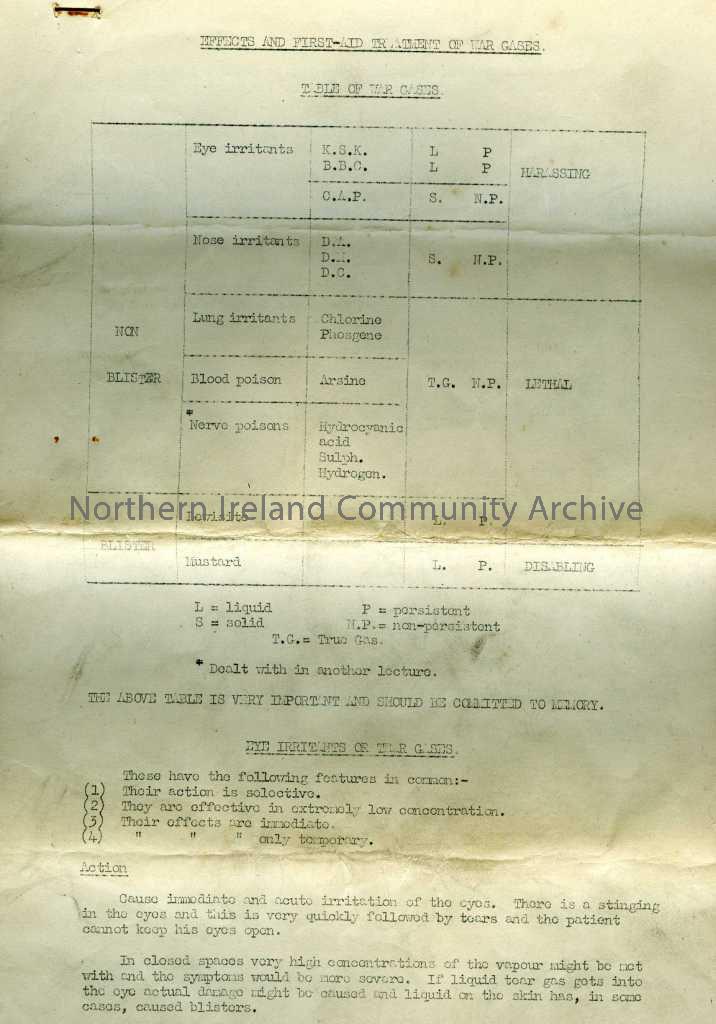 EFFECTS AND FIRST-AID TREATMENT OF WAR GASES.
TABLE OF WAR GASES.
Eye irritants K.S.K. L P
B.B.C. L P HARASSING
C.A.P. S. N.P.
Nose irritants D.A.
D.M. S. N.P.
D.C.
Lung irritants Chlorine
NON Phosgene
BLISTER Blood poison Arsine T.G. N.P. LETHAL
*
Nerve poisons Hydrocyanic
acid
Sulph.
Hydrogen.
Northern Ireland Community Archive
Lewisite L. P
BLISTER
Mustard L. P. DISABLING
L = liquid P = persistent
S = solid N.P.= non-persistent
T.G.= True Gas.
* Dealt with in another lecture.
THE ABOVE TABLE IS VERY IMPORTANT AND SHOULD BE COMMITTED TO MEMORY.
EYE IRRITANTS OR TEAR GASES.
These have the following features in common:-
(1) Their action is selective.
(2) They are effective in extremely low concentration.
(3) Their effects are immediate.
(4) " " " only temporary.
Action
Cause immediate and acute irritation of the eyes. There is a stinging
in the eyes and this is very quickly followed by tears and the patient
cannot keep his eyes open.
In closed spaces very high concentrations of the vapour might be met
with and the symptoms would be more severe. If liquid tear gas gets into
the eye actual damage might be caused and liquid on the skin has, in some
cases, caused blisters.